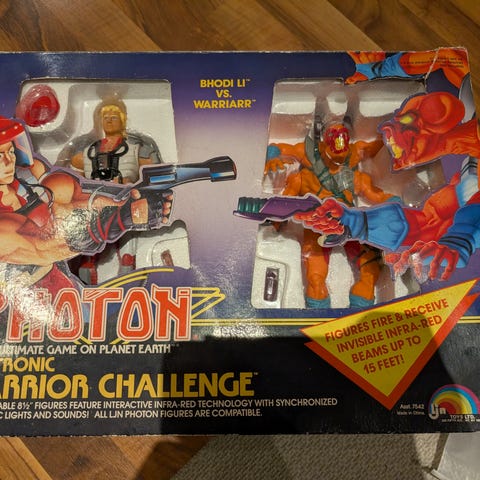 BHODI LI™
VS.
WARRIARR™
PHOTON
ULTIMATE GAME ON PLANET EARTH™
TRONIC
ARRIOR CHALLENGE™
ABLE 8½" FIGURES FEATURE INTERACTIVE INFRA-RED TECHNOLOGY WITH SYNCHRONIZED
C LIGHTS AND SOUNDS! ALL LJN PHOTON FIGURES ARE COMPATIBLE.
FIGURES FIRE & RECEIVE
INVISIBLE INFRA-RED
BEAMS UP TO
15 FEET!
Asst. 7542
Made in China.
LJN
TOYS LTD.